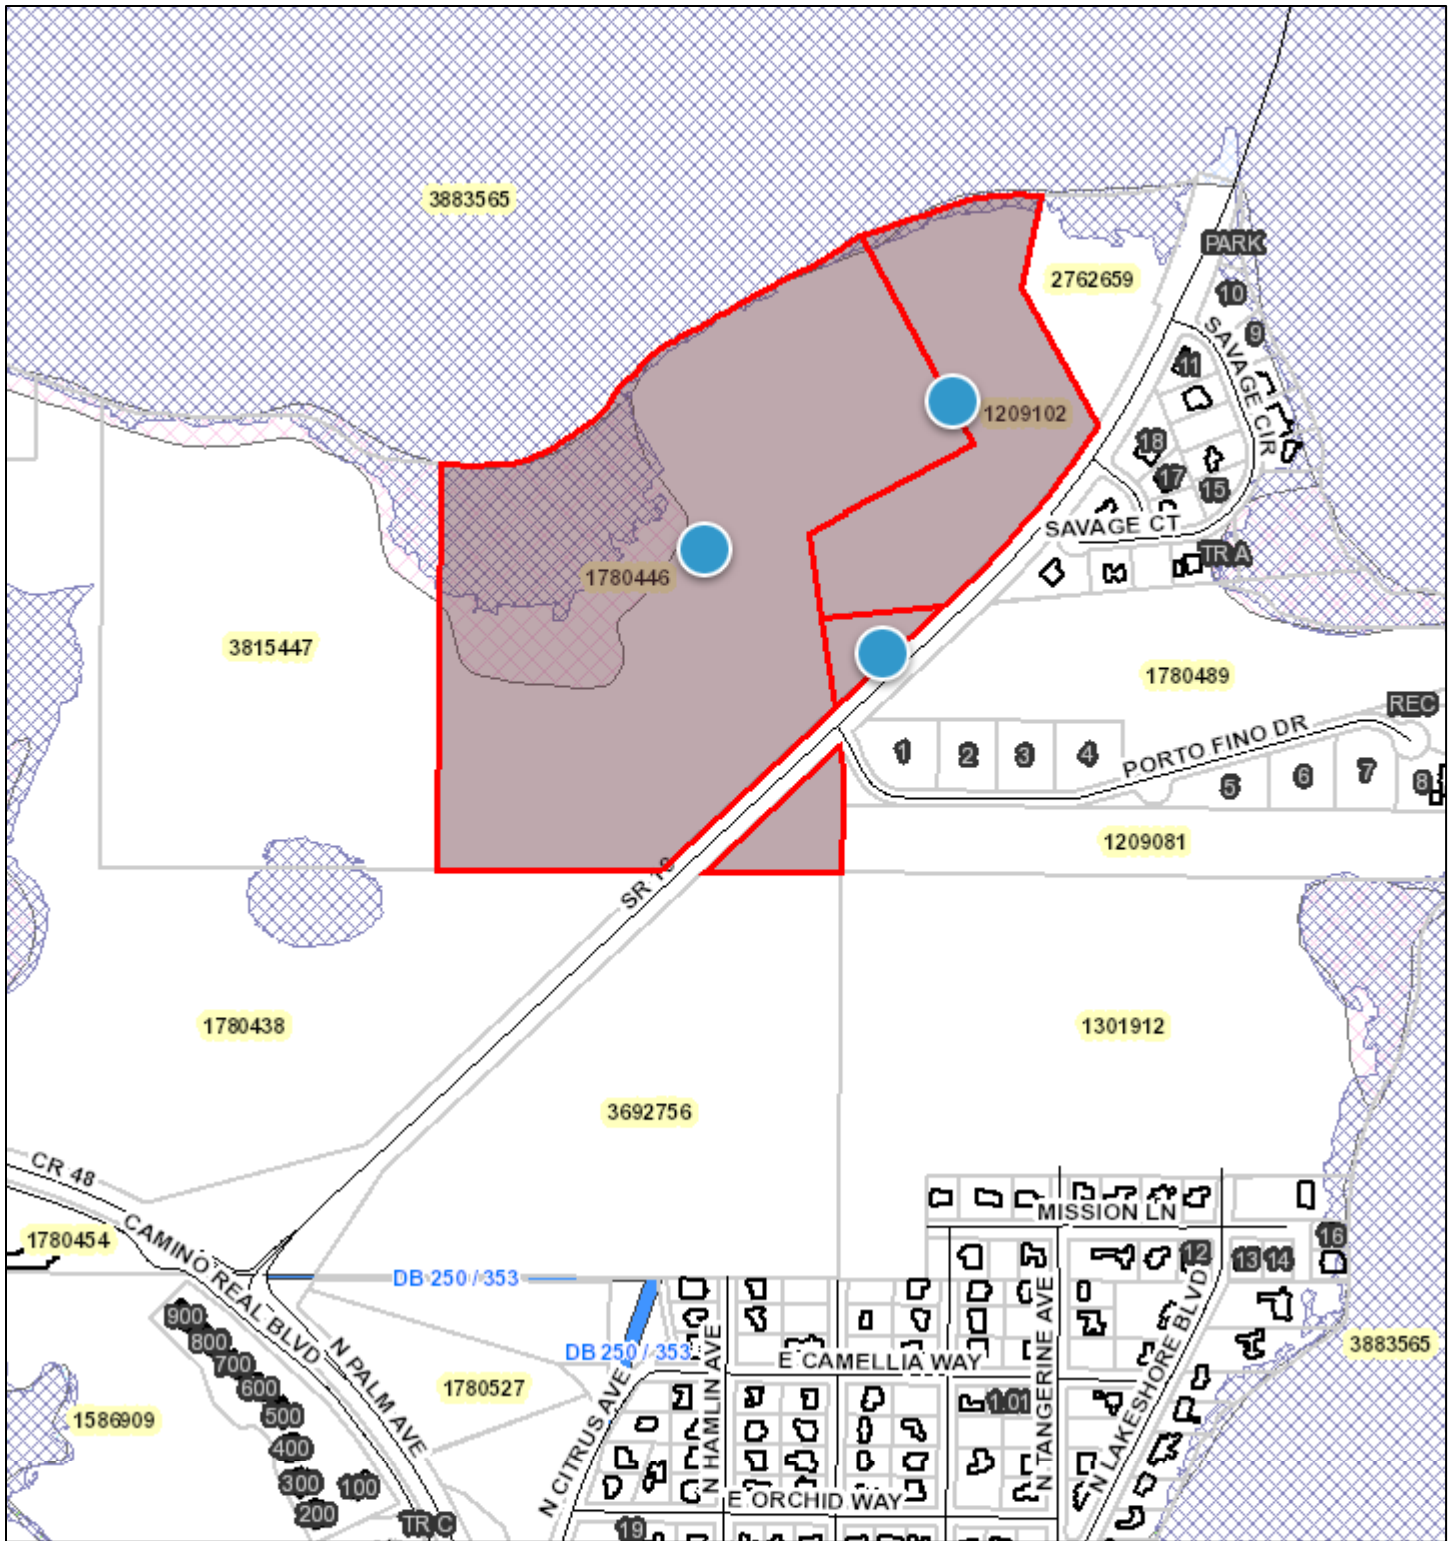 3883565
PARK
2762659
10
SAVAGE CIR
9
11
1209102
18
17
15
SAVAGE CT
TR A
1780446
3815447
1780489
REC
PORTO FINO DR
1
2
3
4
5
6
7
8
1209081
SR 19
1780438
1301912
3692756
CR 48
MISSION LN
1780454
CAMINO REAL BLVD
12
13
14
16
DB 250 / 353
N TANGERINE AVE
N LAKESHORE BLVD
900
800
700
600
500
400
300
200
100
N PALM AVE
DB 250 / 353
N HAMLIN AVE
E CAMELLIA WAY
3883565
1780527
1586909
N CITRUS AVE
1.01
E ORCHID WAY
TR C
19